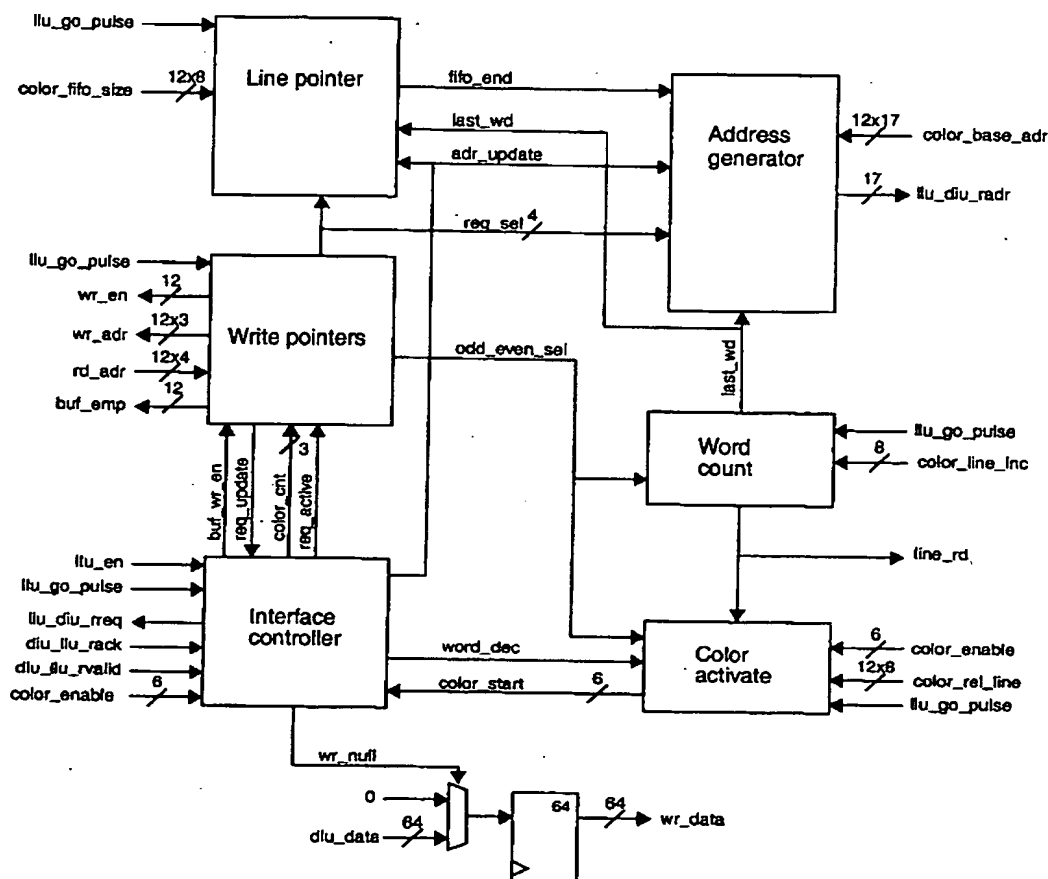 llu_go_pulse
color_fifo_size
12x8
Line pointer
fifo_end
last_wd
adr_update
req_sel
4
Address
generator
12x17
color_base_adr
17
llu_diu_radr
llu_go_pulse
wr_en
12
wr_adr
12x3
rd_adr
12x4
buf_emp
12
Write pointers
odd_even_sel
last_wd
Word
count
llu_go_pulse
8
color_line_inc
buf_wr_en
req_update
color_cnt
3
req_active
line_rd
llu_en
llu_go_pulse
llu_diu_rreq
diu_llu_rack
diu_llu_rvalid
color_enable
6
Interface
controller
word_dec
color_start
6
Color
activate
6
color_enable
12x8
color_rel_line
llu_go_pulse
wr_null
0
diu_data
64
64
64
wr_data